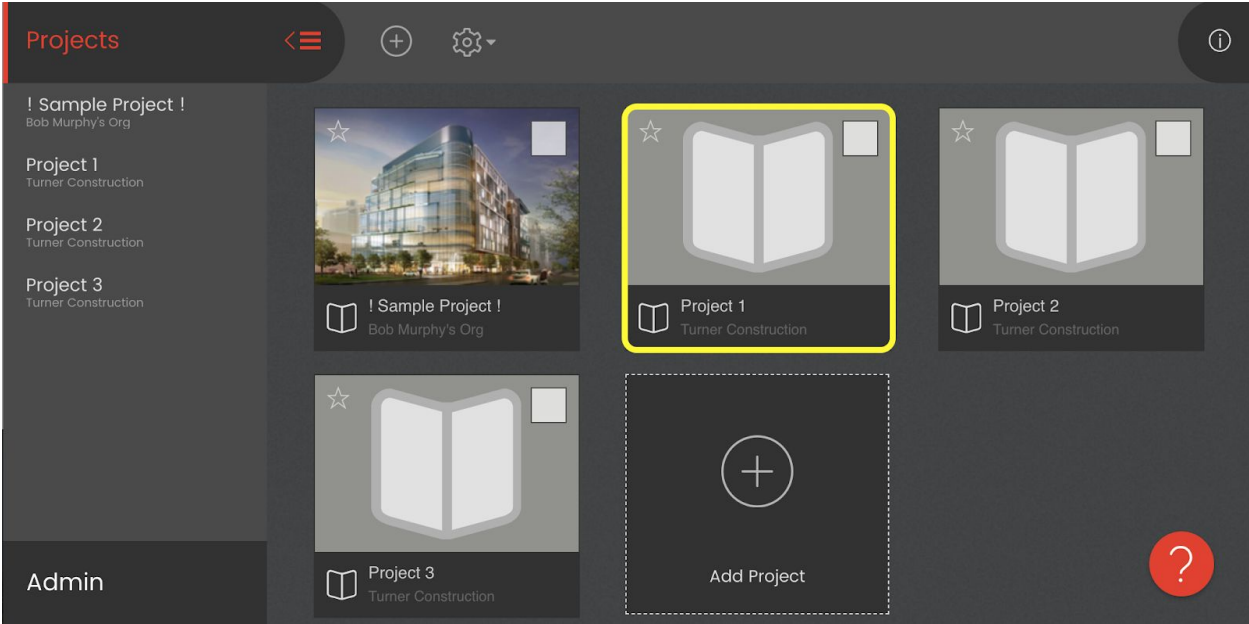 Projects
! Sample Project !
Bob Murphy's Org
Project 1
Turner Construction
Project 2
Turner Construction
Project 3
Turner Construction
Admin
! Sample Project !
Bob Murphy's Org
Project 1
Turner Construction
Project 2
Turner Construction
Project 3
Turner Construction
Add Project
?